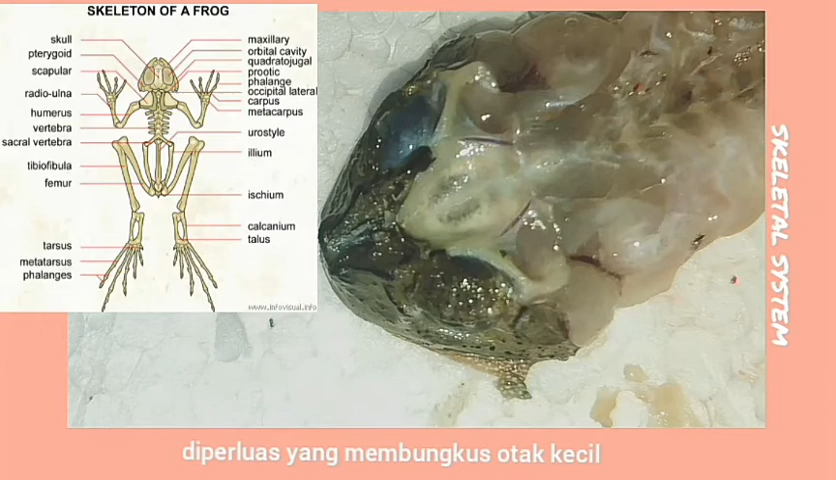 SKELETON OF A FROG
skull
pterygoid
scapular
radio-ulna
humerus
vertebra
sacral vertebra
tibiofibula
femur
tarsus
metatarsus
phalanges
maxillary
orbital cavity
quadratojugal
prootic
phalange
occipital lateral
carpus
metacarpus
urostyle
illium
ischium
calcanium
talus
www.infovisual.info
SKELETAL SYSTEM
diperluas yang membungkus otak kecil